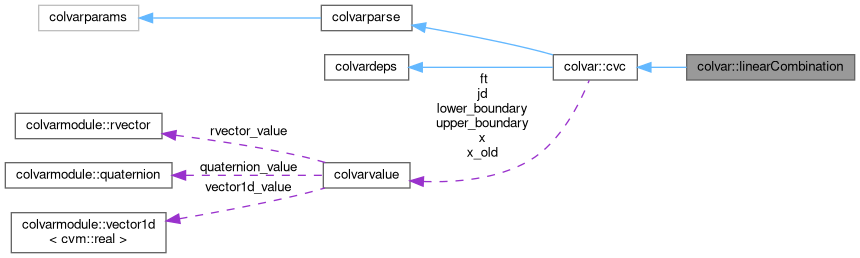 colvarparams
colvarparse
colvardeps
colvar::cvc
colvar::linearCombination
ft
jd
lower_boundary
upper_boundary
x
x_old
colvarmodule::rvector
rvector_value
colvarmodule::quaternion
quaternion_value
colvarvalue
vector1d_value
colvarmodule::vector1d
< cvm::real >